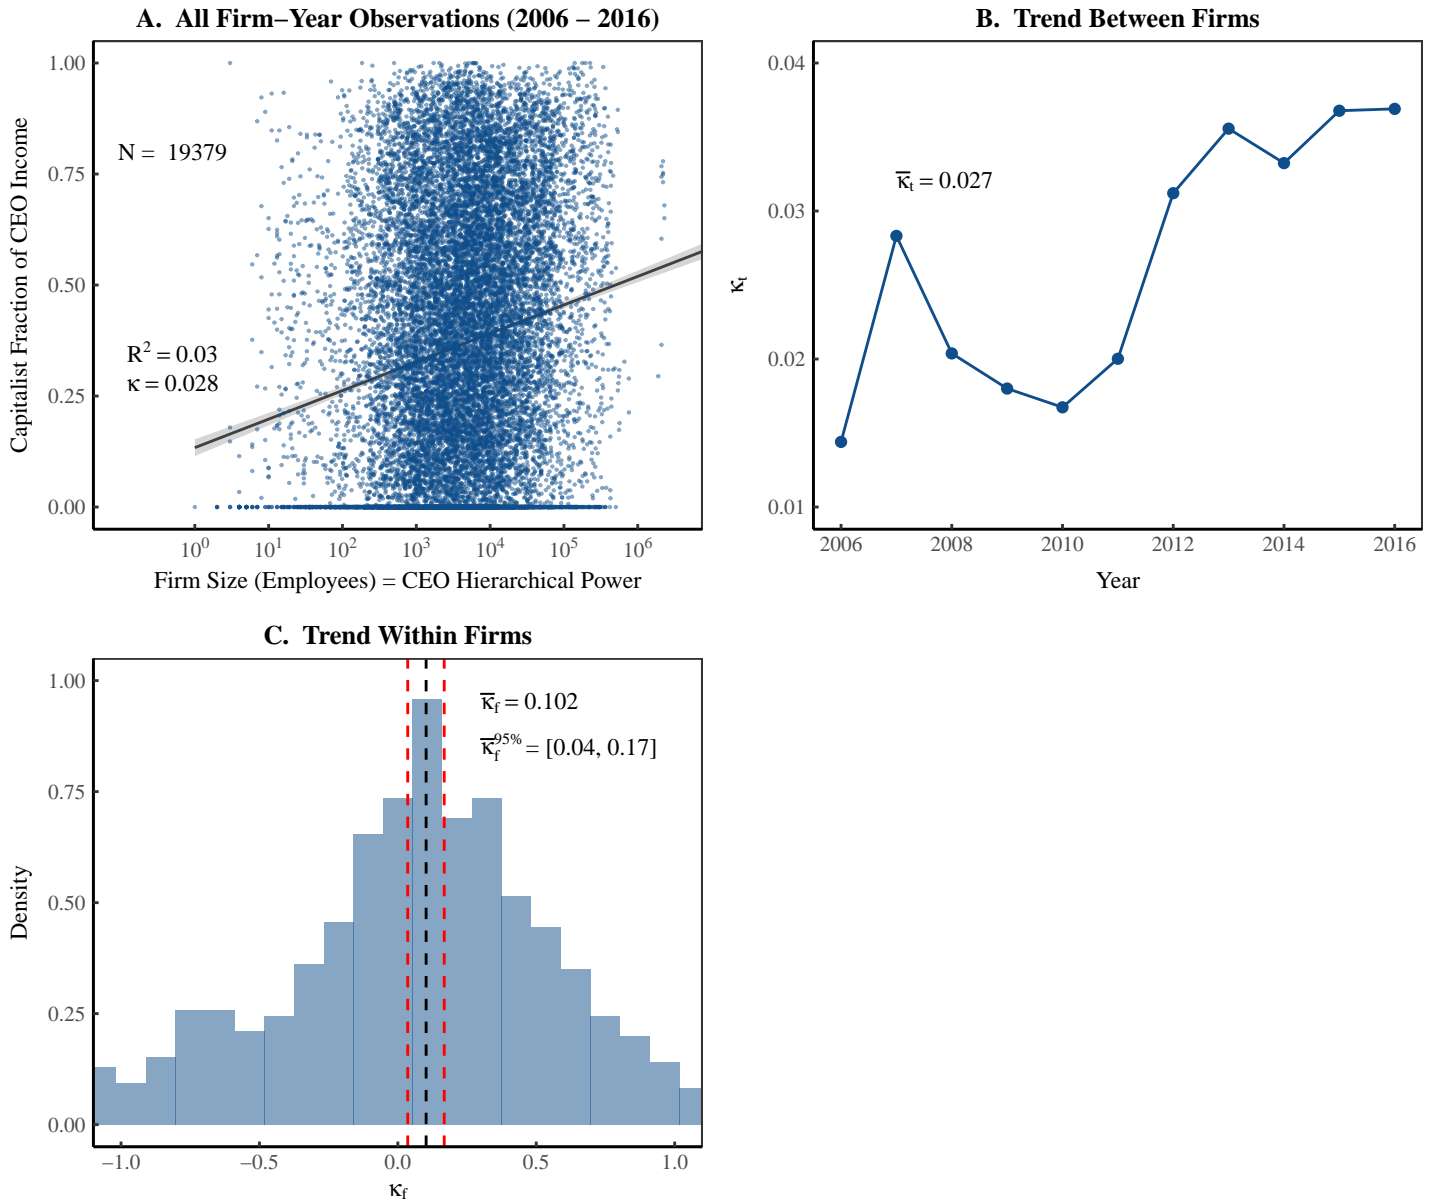 A. All Firm–Year Observations (2006 – 2016)
Capitalist Fraction of CEO Income
1.00
0.75
0.50
0.25
0.00
N = 19379
R² = 0.03
κ = 0.028
10⁰ 10¹ 10² 10³ 10⁴ 10⁵ 10⁶
Firm Size (Employees) = CEO Hierarchical Power
B. Trend Between Firms
κₜ
0.04
0.03
0.02
0.01
κ̅ₜ = 0.027
2006 2008 2010 2012 2014 2016
Year
C. Trend Within Firms
Density
1.00
0.75
0.50
0.25
0.00
κ̅_f = 0.102
κ̅_f^95% = [0.04, 0.17]
−1.0 −0.5 0.0 0.5 1.0
κ_f